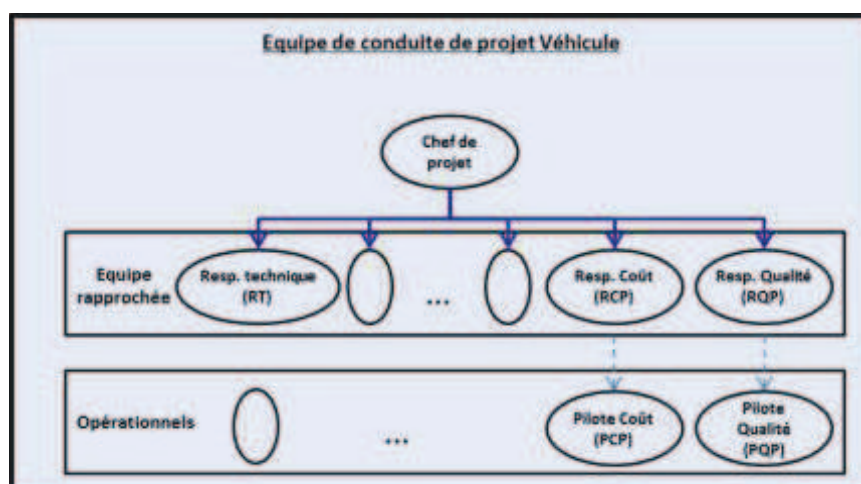 Equipe de conduite de projet Véhicule
Chef de
projet
Equipe
rapprochée
Resp. technique
(RT)
...
Resp. Coût
(RCP)
Resp. Qualité
(RQP)
Opérationnels
...
Pilote Coût
(PCP)
Pilote
Qualité
(PQP)